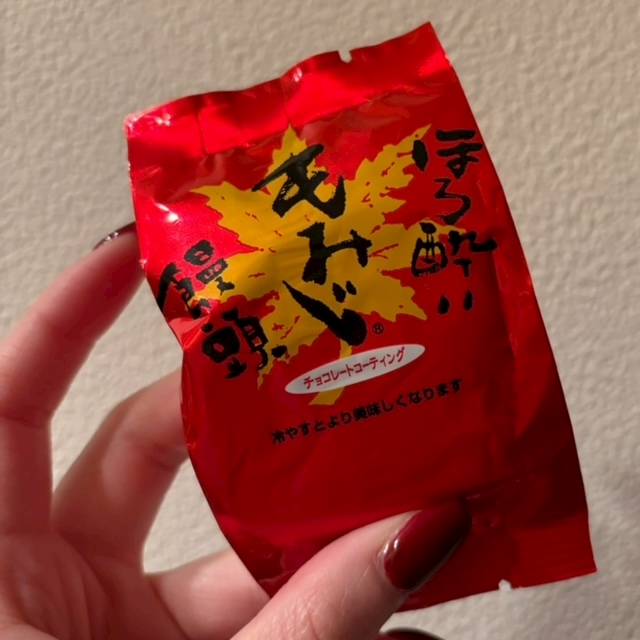 ほろ酔い
もみじ
饅頭
®
チョコレートコーティング
冷やすとより美味しくなります